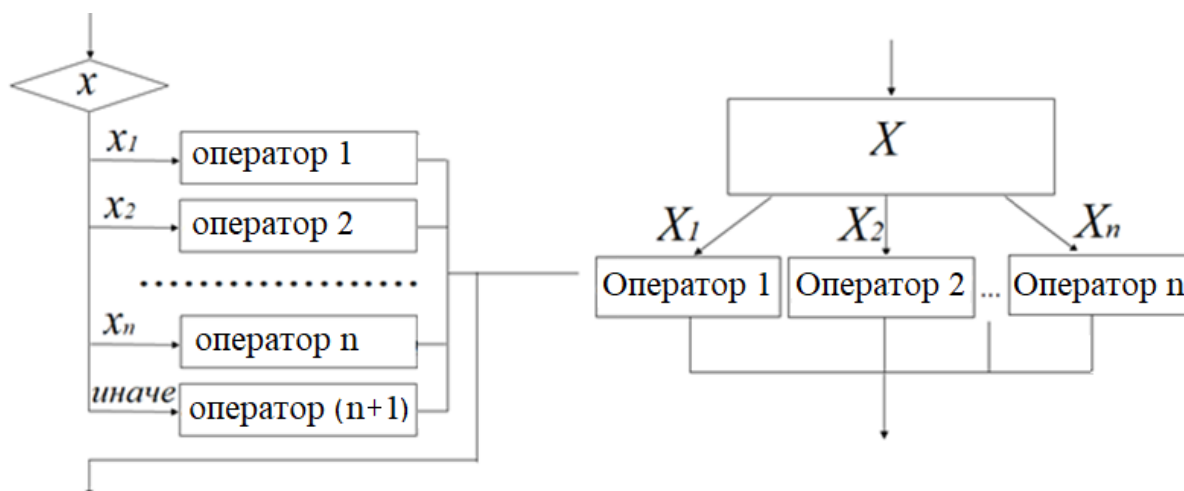 x
x1 оператор 1
x2 оператор 2
..................
xn оператор n
иначе оператор (n+1)
X
X1 X2 Xn
Оператор 1 Оператор 2 ... Оператор n